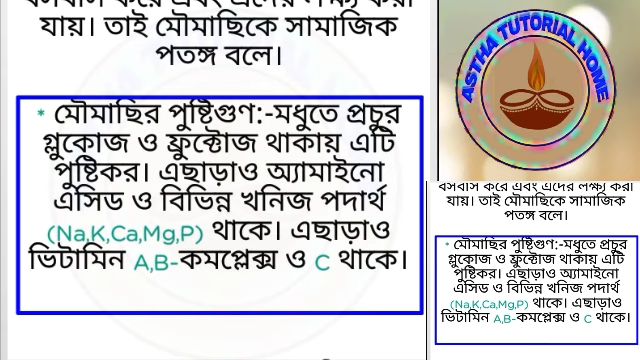 যায়। তাই মৌমাছিকে সামাজিক
পতঙ্গ বলে।
* মৌমাছির পুষ্টিগুণ:-মধুতে প্রচুর
গ্লুকোজ ও ফ্রুক্টোজ থাকায় এটি
পুষ্টিকর। এছাড়াও অ্যামাইনো
এসিড ও বিভিন্ন খনিজ পদার্থ
(Na,K,Ca,Mg,P) থাকে। এছাড়াও
ভিটামিন A,B-কমপ্লেক্স ও C থাকে।
ASTHA TUTORIAL HOME
বসবাস করে এবং এদের লক্ষ্য করা
যায়। তাই মৌমাছিকে সামাজিক
পতঙ্গ বলে।
* মৌমাছির পুষ্টিগুণ:-মধুতে প্রচুর
গ্লুকোজ ও ফ্রুক্টোজ থাকায় এটি
পুষ্টিকর। এছাড়াও অ্যামাইনো
এসিড ও বিভিন্ন খনিজ পদার্থ
(Na,K,Ca,Mg,P) থাকে। এছাড়াও
ভিটামিন A,B-কমপ্লেক্স ও C থাকে।